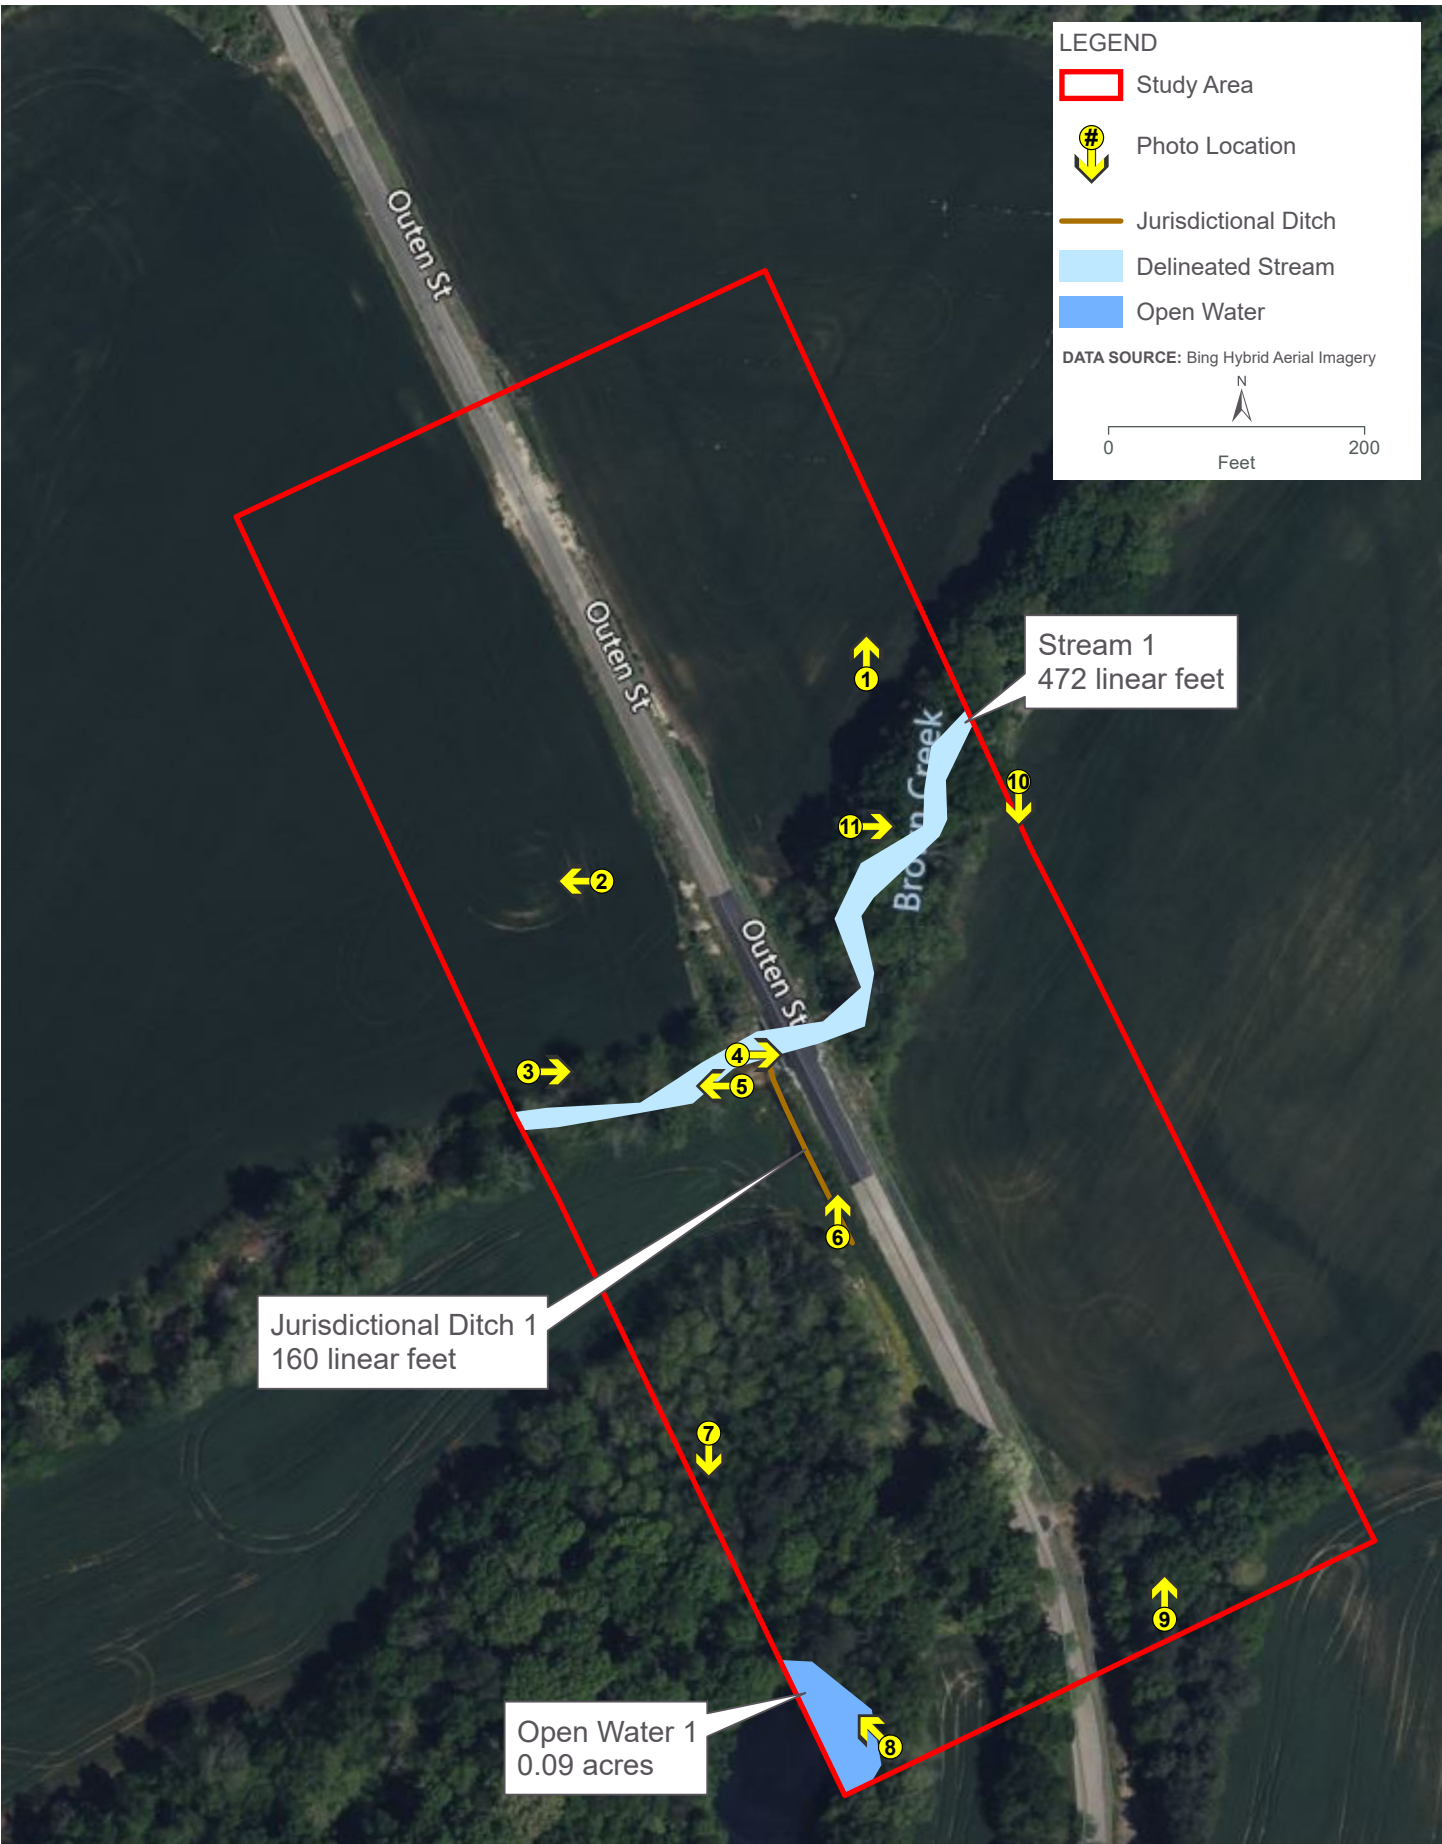 LEGEND
Study Area
#
Photo Location
Jurisdictional Ditch
Delineated Stream
Open Water
DATA SOURCE: Bing Hybrid Aerial Imagery
N
0 200
Feet
Outen St
Outen St
Stream 1
472 linear feet
1
10
11
2
Outen St
3
4
5
6
Jurisdictional Ditch 1
160 linear feet
7
9
Open Water 1
0.09 acres
8